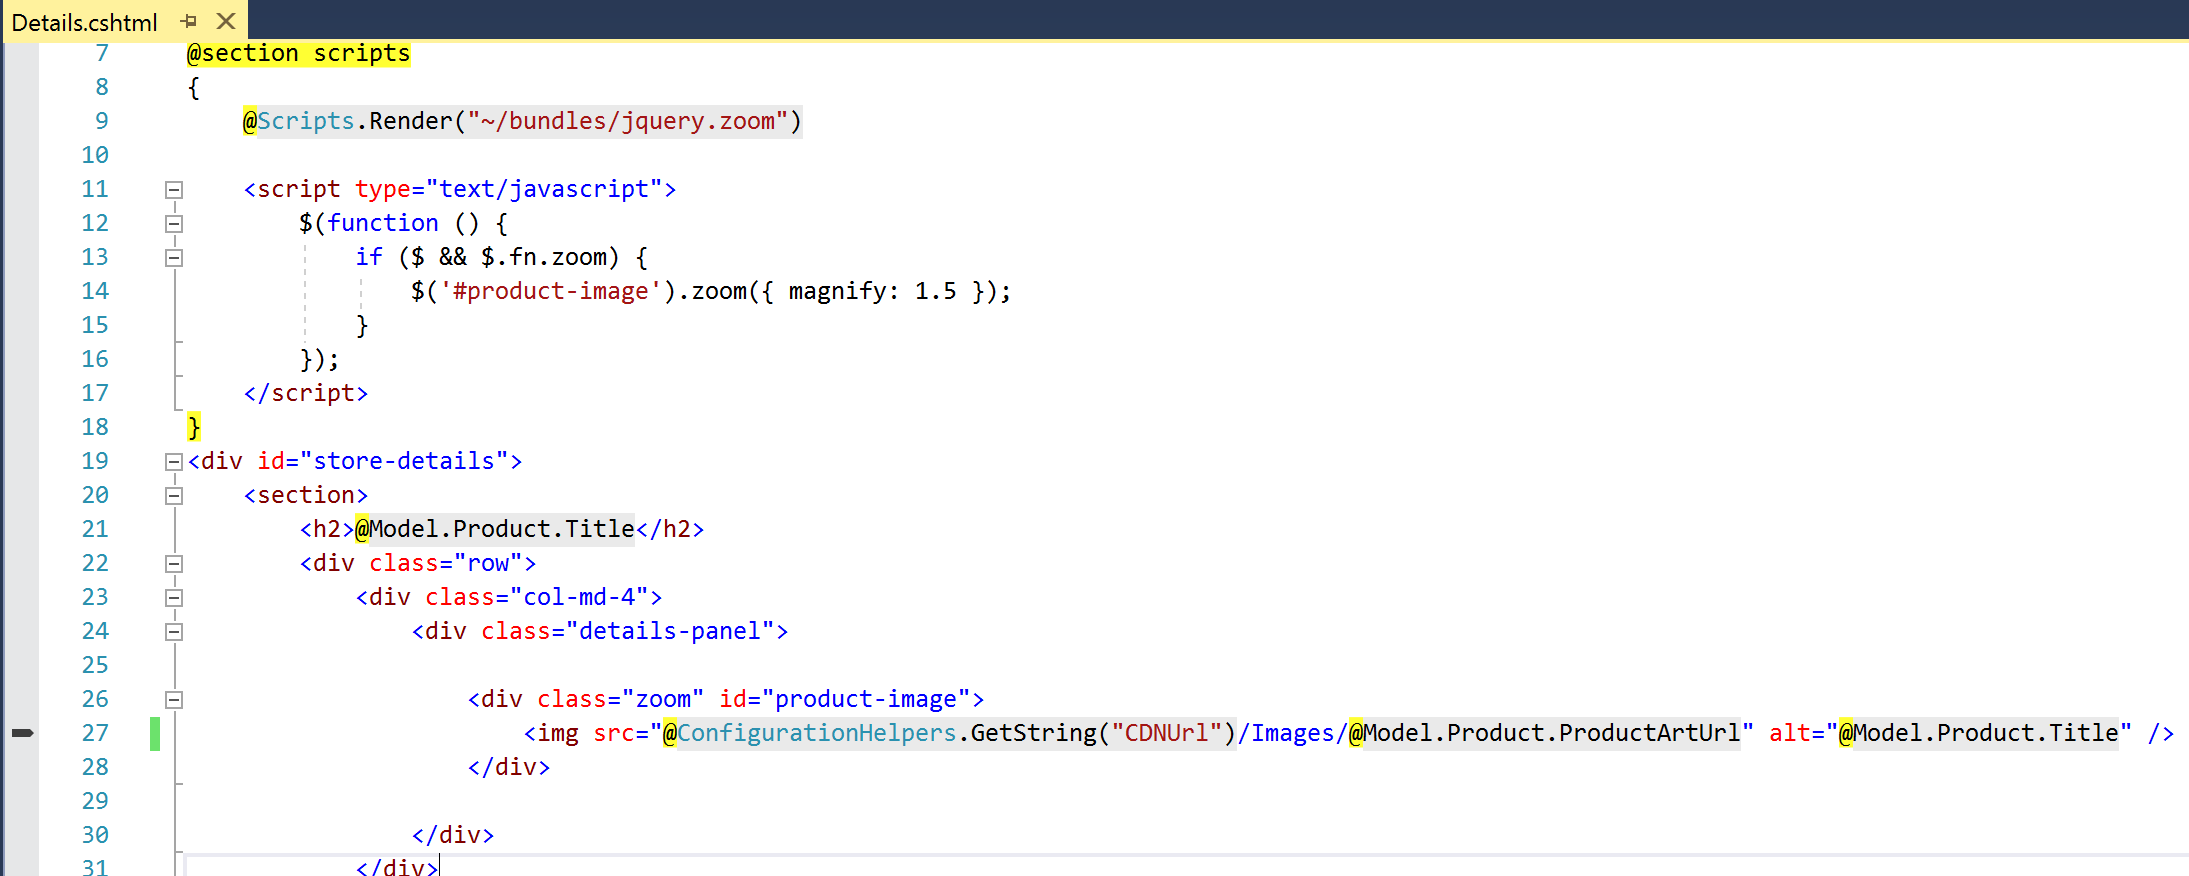 Details.cshtml
7 @section scripts
8 {
9 @Scripts.Render("~/bundles/jquery.zoom")
10
11 <script type="text/javascript">
12 $(function () {
13 if ($ && $.fn.zoom) {
14 $('#product-image').zoom({ magnify: 1.5 });
15 }
16 });
17 </script>
18 }
19 <div id="store-details">
20 <section>
21 <h2>@Model.Product.Title</h2>
22 <div class="row">
23 <div class="col-md-4">
24 <div class="details-panel">
25
26 <div class="zoom" id="product-image">
27 <img src="@ConfigurationHelpers.GetString("CDNUrl")/Images/@Model.Product.ProductArtUrl" alt="@Model.Product.Title" />
28 </div>
29
30 </div>
31 </div>